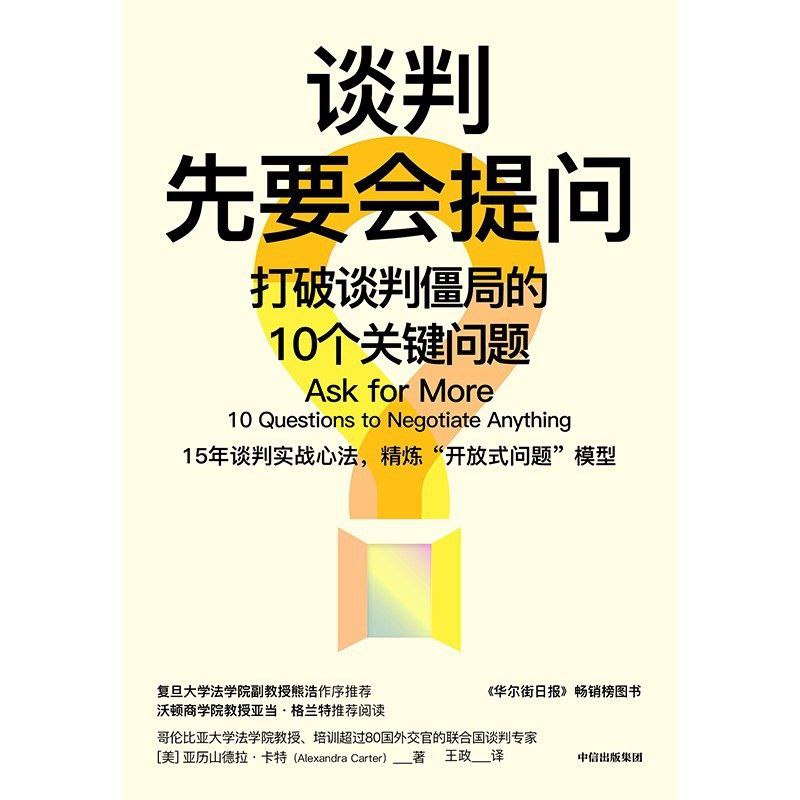 谈判
先要会提问
打破谈判僵局的
10个关键问题
Ask for More
10 Questions to Negotiate Anything
15年谈判实战心法，精炼“开放式问题”模型
复旦大学法学院副教授熊浩作序推荐
《华尔街日报》畅销榜图书
沃顿商学院教授亚当·格兰特推荐阅读
哥伦比亚大学法学院教授、培训超过80国外交官的联合国谈判专家
[美] 亚历山德拉·卡特（Alexandra Carter）__著 王政__译
中信出版集团